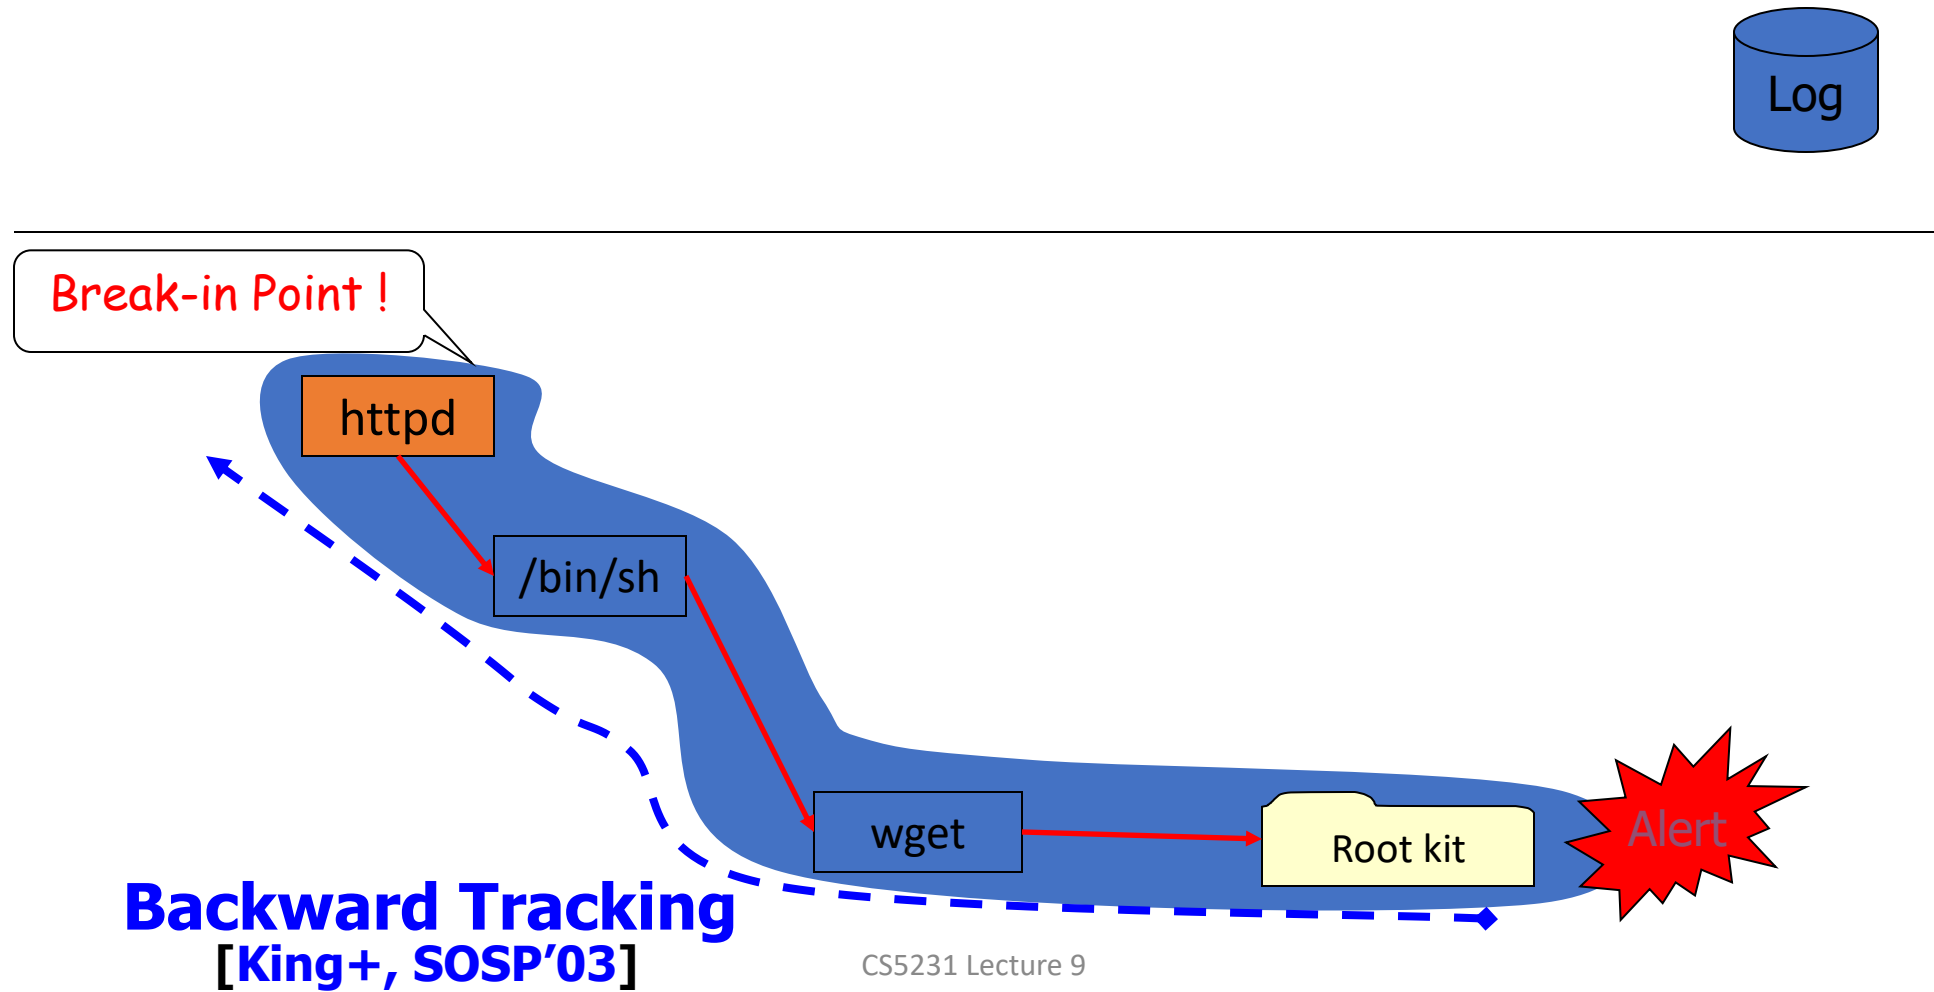 Log
Break-in Point !
httpd
/bin/sh
wget
Root kit
Alert
Backward Tracking
[King+, SOSP’03]
CS5231 Lecture 9